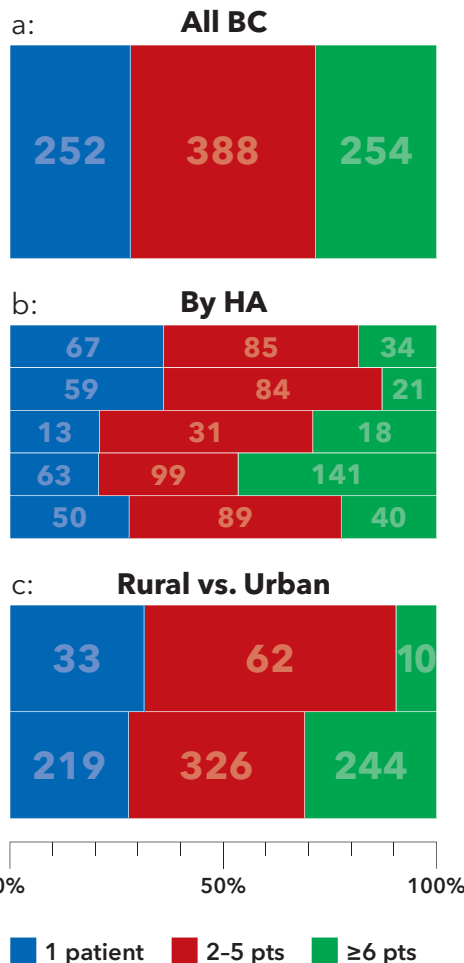 a: All BC
252 388 254
b: By HA
67 85 34
59 84 21
13 31 18
63 99 141
50 89 40
c: Rural vs. Urban
33 62 10
219 326 244
0% 50% 100%
1 patient 2–5 pts ≥6 pts